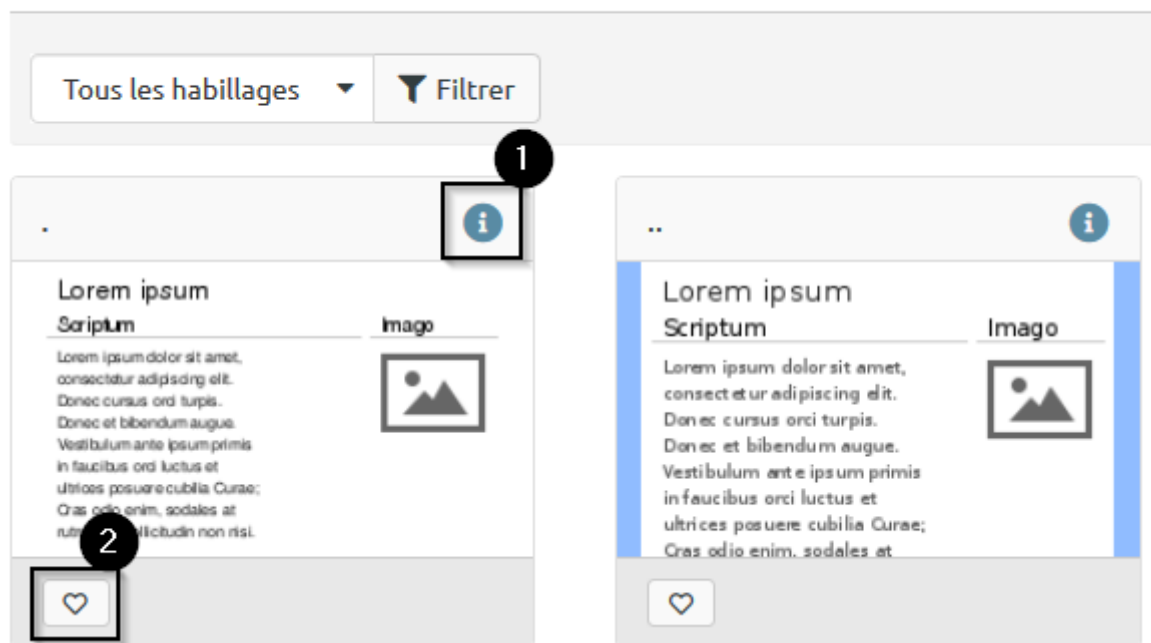 Tous les habillages Filtrer
1
.
Lorem ipsum
Scriptum Imago
Lorem ipsum dolor sit amet,
consectetur adipiscing elit.
Donec cursus orci turpis.
Donec et bibendum augue.
Vestibulum ante ipsum primis
in faucibus orci luctus et
ultrices posuere cubilia Curae;
Cras odio enim, sodales at
non risi.
2
..
Lorem ipsum
Scriptum Imago
Lorem ipsum dolor sit amet,
consectetur adipiscing elit.
Donec cursus orci turpis.
Donec et bibendum augue.
Vestibulum ante ipsum primis
in faucibus orci luctus et
ultrices posuere cubilia Curae;
Cras odio enim, sodales at